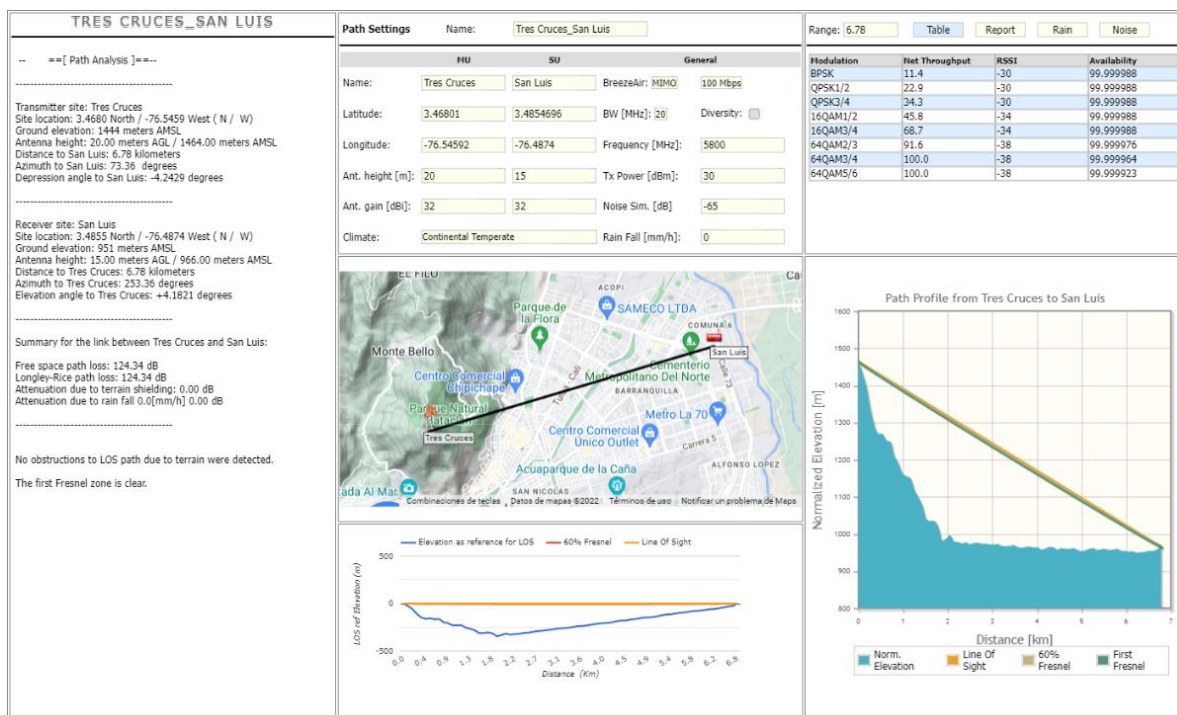 TRES CRUCES_SAN LUIS
-- ==[ Path Analysis ]==--
--------------------------------------------
Transmitter site: Tres Cruces
Site location: 3.4680 North / -76.5459 West ( N / W)
Ground elevation: 1444 meters AMSL
Antenna height: 20.00 meters AGL / 1464.00 meters AMSL
Distance to San Luis: 6.78 kilometers
Azimuth to San Luis: 73.36 degrees
Depression angle to San Luis: -4.2429 degrees
--------------------------------------------
Receiver site: San Luis
Site location: 3.4855 North / -76.4874 West ( N / W)
Ground elevation: 951 meters AMSL
Antenna height: 15.00 meters AGL / 966.00 meters AMSL
Distance to Tres Cruces: 6.78 kilometers
Azimuth to Tres Cruces: 253.36 degrees
Elevation angle to Tres Cruces: +4.1821 degrees
--------------------------------------------
Summary for the link between Tres Cruces and San Luis:
Free space path loss: 124.34 dB
Longley-Rice path loss: 124.34 dB
Attenuation due to terrain shielding: 0.00 dB
Attenuation due to rain fall 0.0[mm/h] 0.00 dB
--------------------------------------------
No obstructions to LOS path due to terrain were detected.
The first Fresnel zone is clear.
Path Settings Name: Tres Cruces_San Luis
MU SU General
Name: Tres Cruces San Luis BreezeAir: MIMO 100 Mbps
Latitude: 3.46801 3.4854696 BW [MHz]: 20 Diversity:
Longitude: -76.54592 -76.4874 Frequency [MHz]: 5800
Ant. height [m]: 20 15 Tx Power [dBm]: 30
Ant. gain [dBi]: 32 32 Noise Sim. [dB] -65
Climate: Continental Temperate Rain Fall [mm/h]: 0
Range: 6.78 Table Report Rain Noise
Modulation Net Throughput RSSI Availability
BPSK 11.4 -30 99.999988
QPSK1/2 22.9 -30 99.999988
QPSK3/4 34.3 -30 99.999988
16QAM1/2 45.8 -34 99.999988
16QAM3/4 68.7 -34 99.999988
64QAM2/3 91.6 -38 99.999976
64QAM3/4 100.0 -38 99.999964
64QAM5/6 100.0 -38 99.999923
EL FILO
ACOPI
Ca
Parque de
la Flora
SAMECO LTDA
COMUNA 6
Monte Bello
San Luis
Centro Comercial
Chipichape
Cementerio
Metropolitano Del Norte
Calle 73
BARRANQUILLA
Parque Natural
Metro La 70
Tres Cruces
Centro Comercial
Único Outlet
Carrera 5
ALFONSO LOPEZ
Acuaparque de la Caña
ada Al Mar
SAN NICOLAS
Combinaciones de teclas Datos de mapas ©2022 Términos de uso Notificar un problema de Maps
Elevation as reference for LOS 60% Fresnel Line Of Sight
500
0
-500
LOS ref Elevation (m)
0.0 0.4 0.9 1.3 1.8 2.2 2.7 3.1 3.6 4.0 4.5 4.9 5.4 5.8 6.2 6.8
Distance (Km)
Path Profile from Tres Cruces to San Luis
1600
1500
1400
1300
1200
1100
1000
900
800
Normalized Elevation [m]
0 1 2 3 4 5 6 7
Distance [km]
Norm. Elevation
Line Of Sight
60% Fresnel
First Fresnel